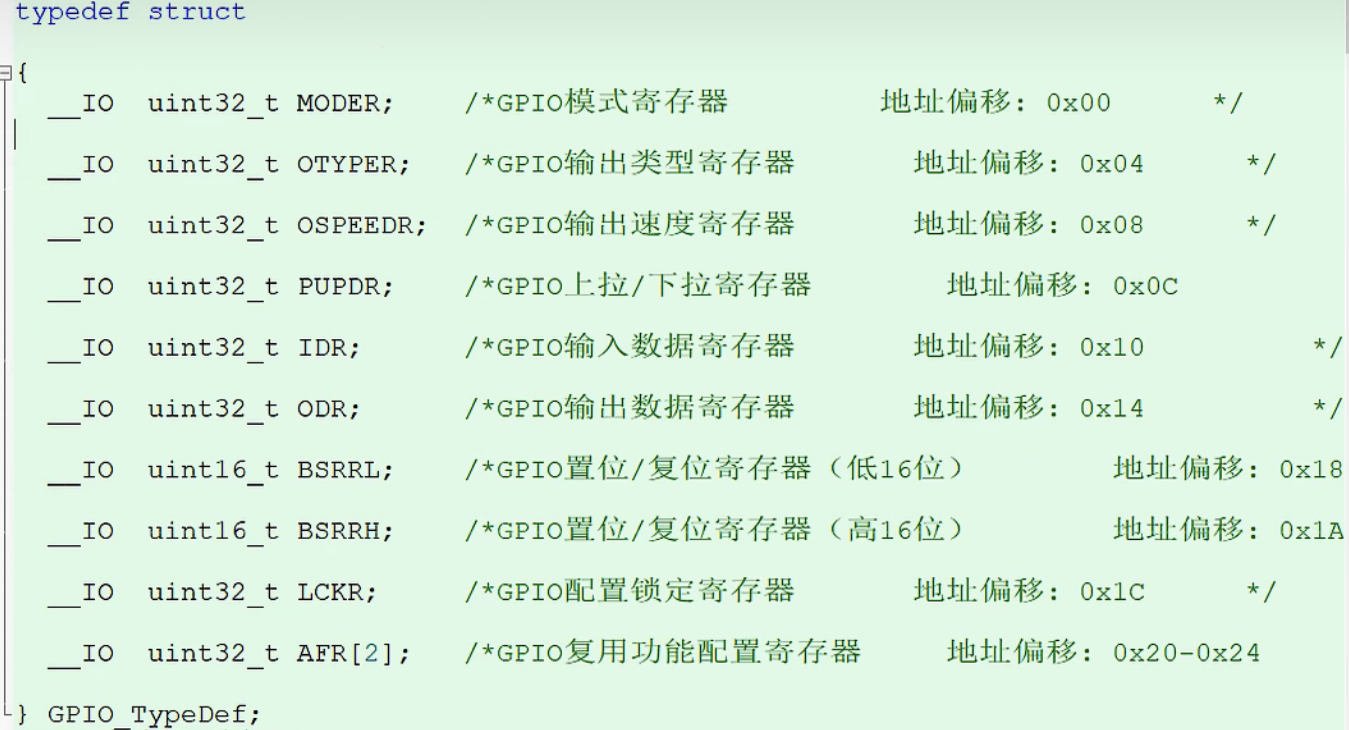 typedef struct
{
__IO uint32_t MODER; /*GPIO模式寄存器 地址偏移: 0x00 */
__IO uint32_t OTYPER; /*GPIO输出类型寄存器 地址偏移: 0x04 */
__IO uint32_t OSPEEDR; /*GPIO输出速度寄存器 地址偏移: 0x08 */
__IO uint32_t PUPDR; /*GPIO上拉/下拉寄存器 地址偏移: 0x0C
__IO uint32_t IDR; /*GPIO输入数据寄存器 地址偏移: 0x10 */
__IO uint32_t ODR; /*GPIO输出数据寄存器 地址偏移: 0x14 */
__IO uint16_t BSRRL; /*GPIO置位/复位寄存器（低16位） 地址偏移: 0x18
__IO uint16_t BSRRH; /*GPIO置位/复位寄存器（高16位） 地址偏移: 0x1A
__IO uint32_t LCKR; /*GPIO配置锁定寄存器 地址偏移: 0x1C */
__IO uint32_t AFR[2]; /*GPIO复用功能配置寄存器 地址偏移: 0x20-0x24
} GPIO_TypeDef;